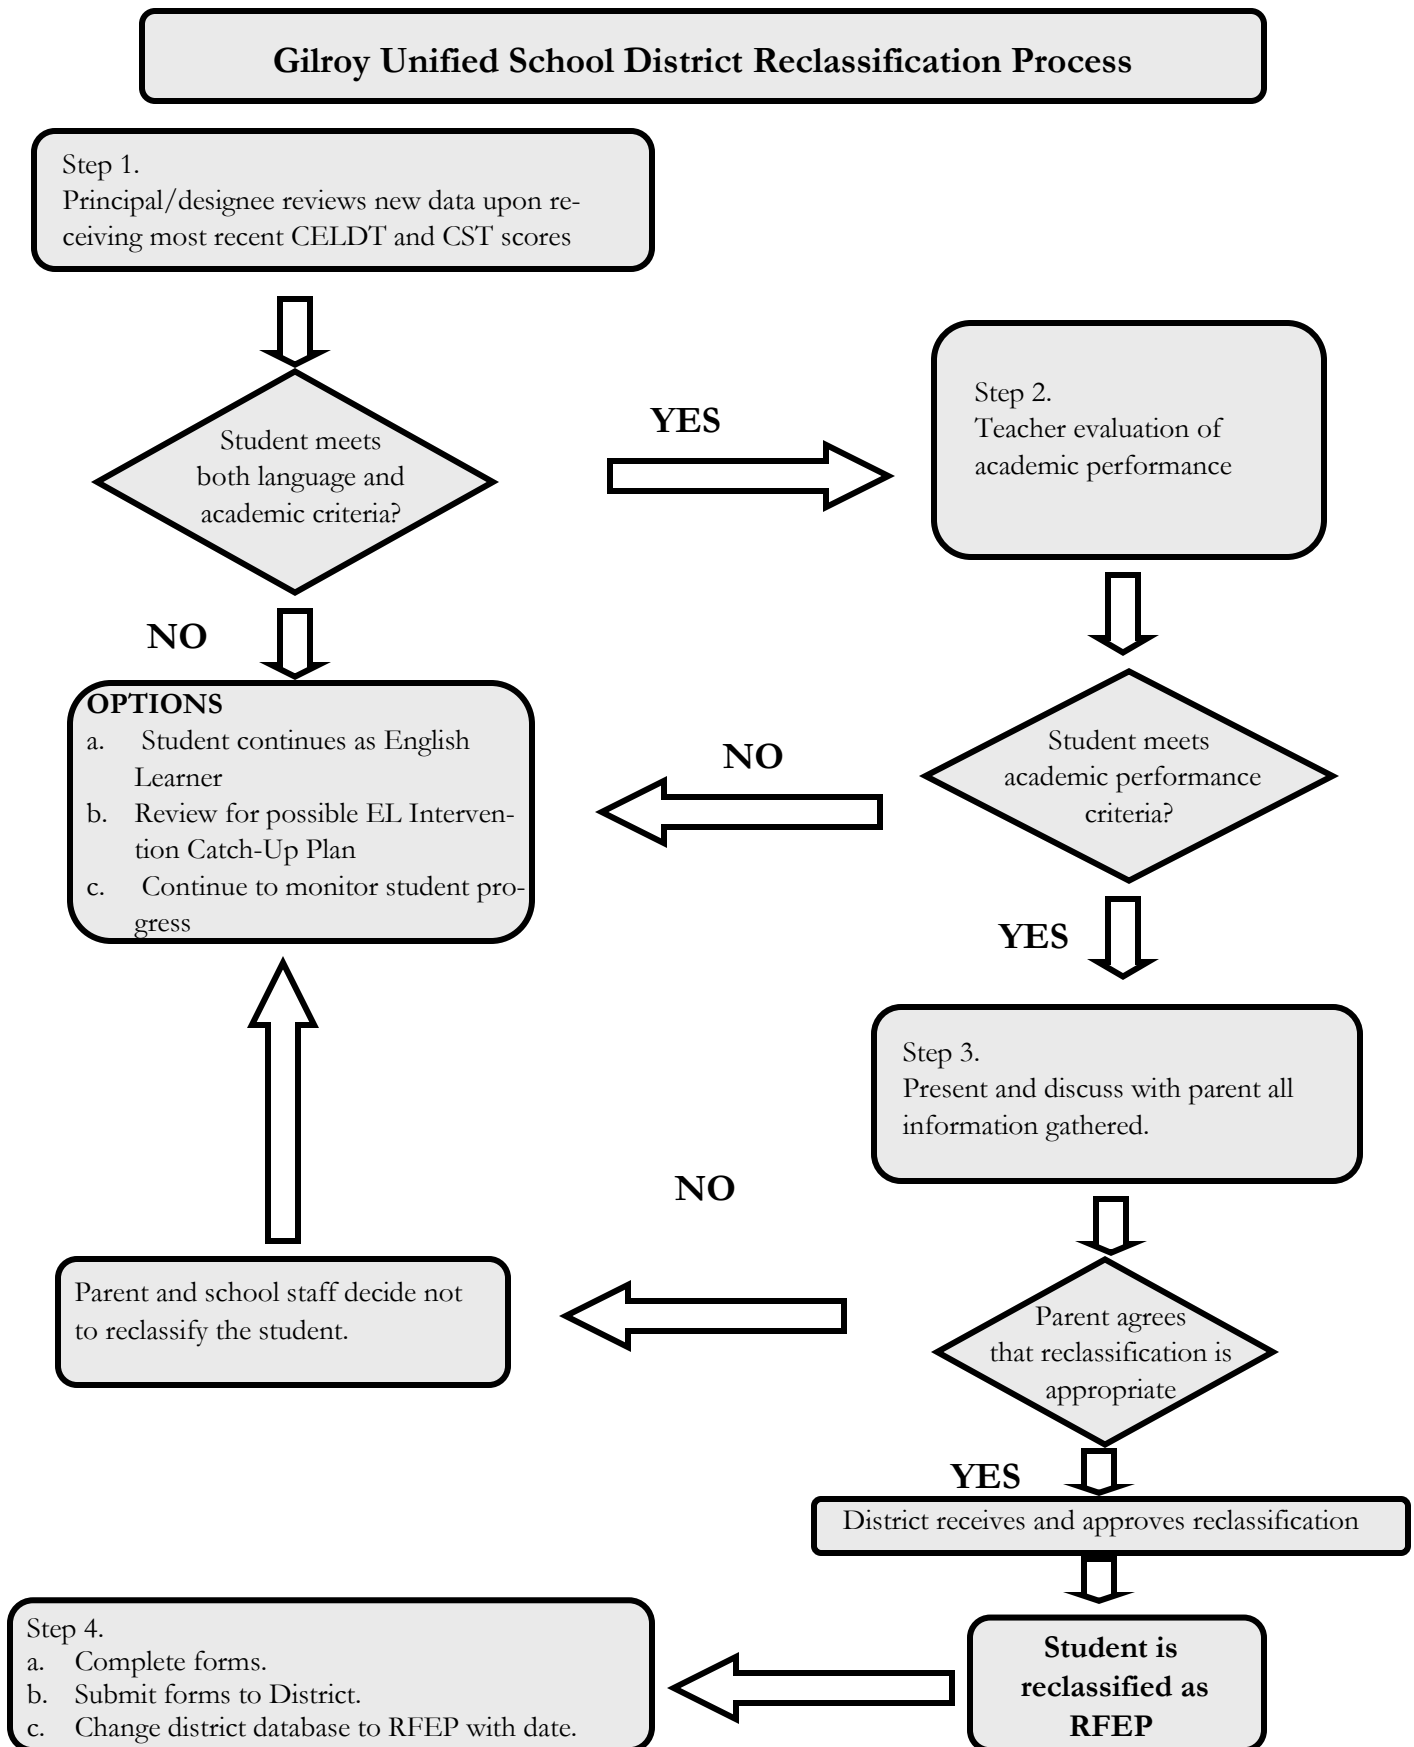 Gilroy Unified School District Reclassification Process
Step 1.
Principal/designee reviews new data upon re-
ceiving most recent CELDT and CST scores
Student meets
both language and
academic criteria?
YES
Step 2.
Teacher evaluation of
academic performance
NO
OPTIONS
a. Student continues as English
Learner
b. Review for possible EL Interven-
tion Catch-Up Plan
c. Continue to monitor student pro-
gress
NO
Student meets
academic performance
criteria?
YES
Step 3.
Present and discuss with parent all
information gathered.
NO
Parent and school staff decide not
to reclassify the student.
Parent agrees
that reclassification is
appropriate
YES
District receives and approves reclassification
Student is
reclassified as
RFEP
Step 4.
a. Complete forms.
b. Submit forms to District.
c. Change district database to RFEP with date.